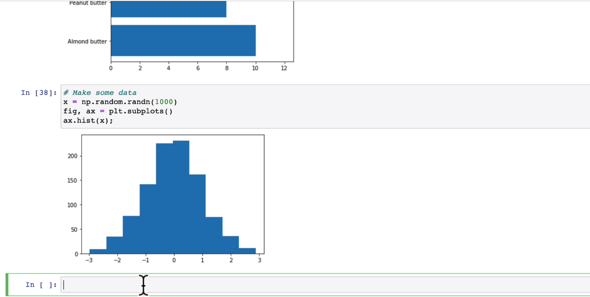 Peanut butter
Almond butter
0 2 4 6 8 10 12
In [38]: # Make some data
x = np.random.randn(1000)
fig, ax = plt.subplots()
ax.hist(x);
200
150
100
50
0
−3 −2 −1 0 1 2 3
In [ ]: